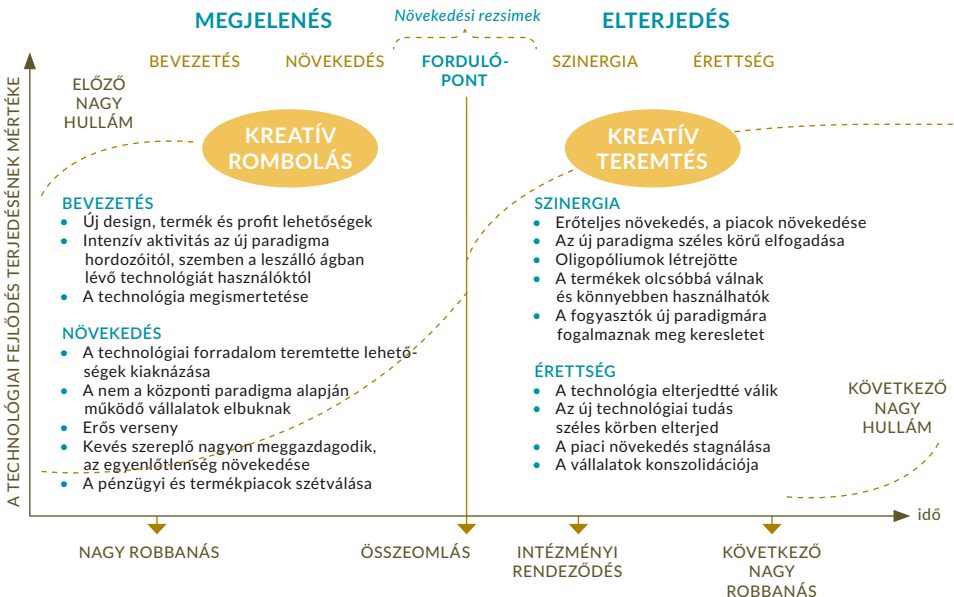 MEGJELENÉS
Növekedési rezsimek
ELTERJEDÉS
BEVEZETÉS
NÖVEKEDÉS
FORDULÓ-
PONT
SZINERGIA
ÉRETTSÉG
A TECHNOLÓGIAI FEJLŐDÉS TERJEDÉSÉNEK MÉRTÉKE
ELŐZŐ
NAGY
HULLÁM
KREATÍV
ROMBOLÁS
KREATÍV
TEREMTÉS
BEVEZETÉS
• Új design, termék és profit lehetőségek
• Intenzív aktivitás az új paradigma
hordozóitól, szemben a leszálló ágban
lévő technológiát használóktól
• A technológia megismertetése
NÖVEKEDÉS
• A technológiai forradalom teremtette lehető-
ségek kiaknázása
• A nem a központi paradigma alapján
működő vállalatok elbuknak
• Erős verseny
• Kevés szereplő nagyon meggazdagodik,
az egyenlőtlenség növekedése
• A pénzügyi és termékpiacok szétválása
SZINERGIA
• Erőteljes növekedés, a piacok növekedése
• Az új paradigma széles körű elfogadása
• Oligopóliumok létrejötte
• A termékek olcsóbbá válnak
és könnyebben használhatók
• A fogyasztók új paradigmára
fogalmaznak meg keresletet
ÉRETTSÉG
• A technológia elterjedtté válik
• Az új technológiai tudás
széles körben elterjed
• A piaci növekedés stagnálása
• A vállalatok konszolidációja
KÖVETKEZŐ
NAGY
HULLÁM
idő
NAGY ROBBANÁS
ÖSSZEOMLÁS
INTÉZMÉNYI
RENDEZŐDÉS
KÖVETKEZŐ
NAGY
ROBBANÁS